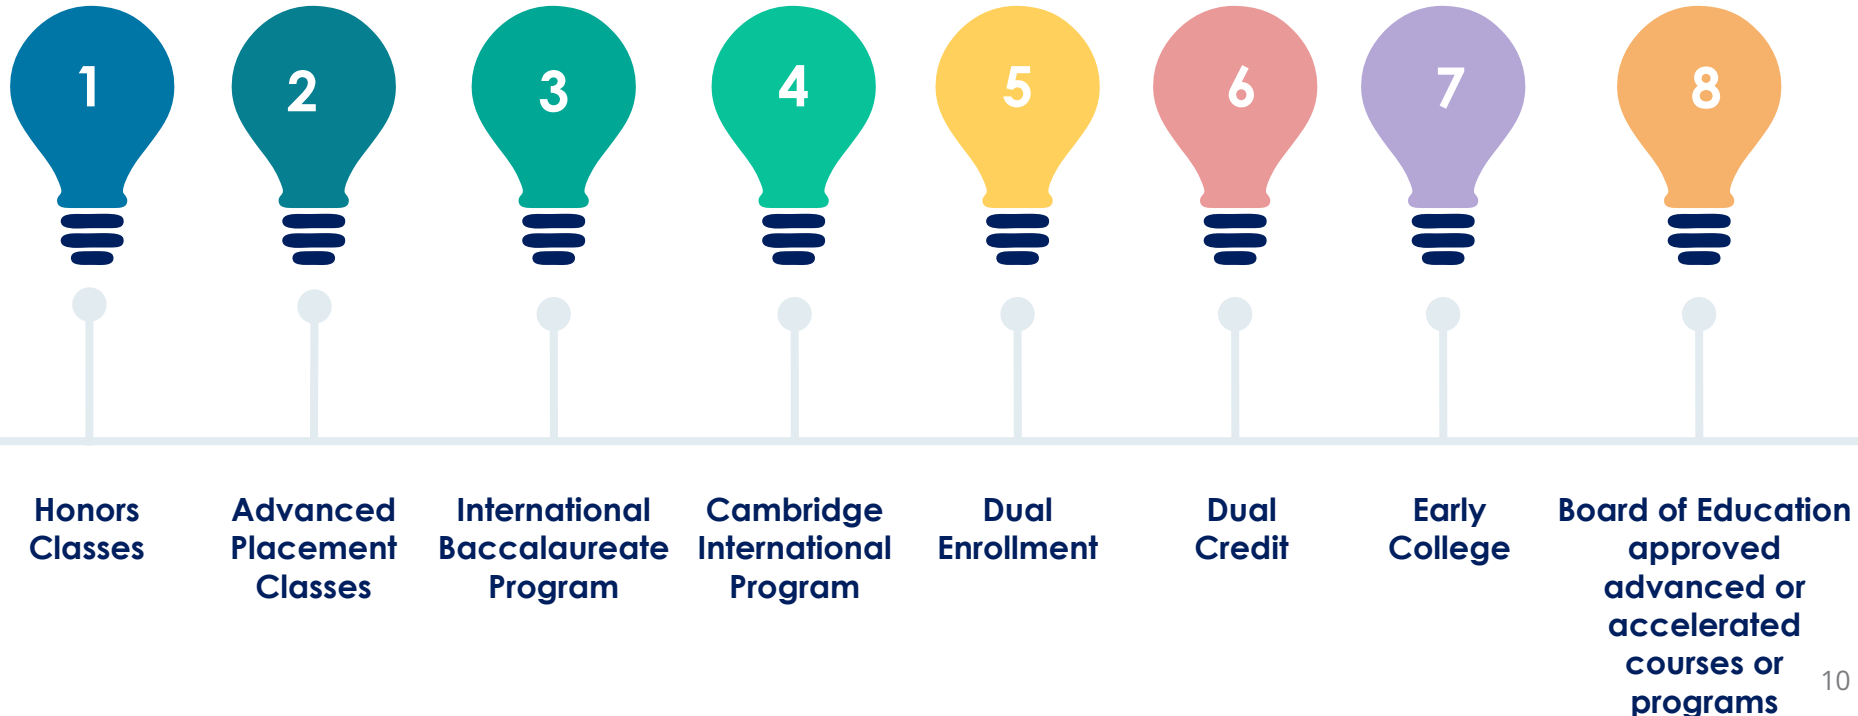 1
2
3
4
5
6
7
8
Honors
Classes
Advanced
Placement
Classes
International
Baccalaureate
Program
Cambridge
International
Program
Dual
Enrollment
Dual
Credit
Early
College
Board of Education
approved
advanced or
accelerated
courses or
programs
10